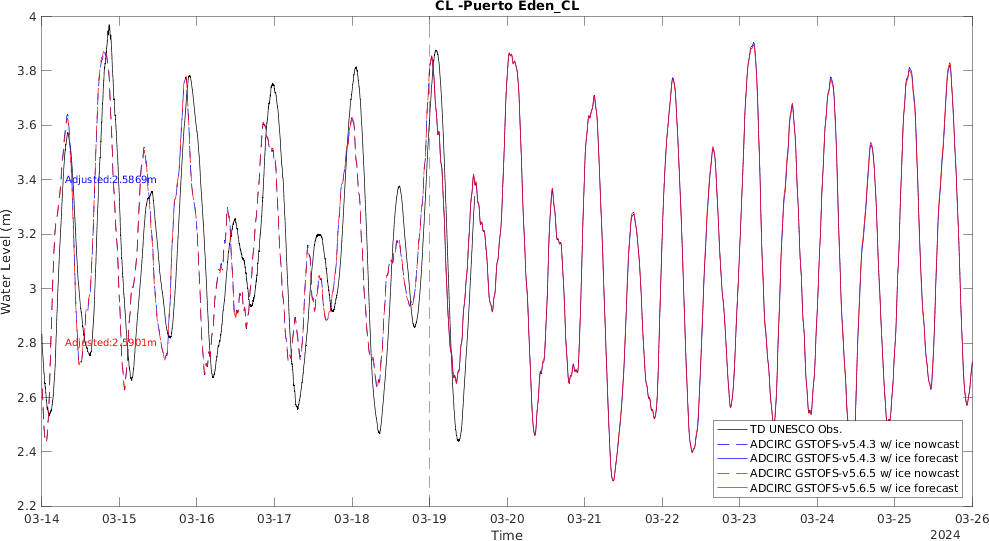 CL -Puerto Eden_CL
4
3.8
3.6
3.4
3.2
3
2.8
2.6
2.4
2.2
Water Level (m)
Adjusted:2.5869m
Adjusted:2.5901m
TD UNESCO Obs.
ADCIRC GSTOFS-v5.4.3 w/ ice nowcast
ADCIRC GSTOFS-v5.4.3 w/ ice forecast
ADCIRC GSTOFS-v5.6.5 w/ ice nowcast
ADCIRC GSTOFS-v5.6.5 w/ ice forecast
03-14 03-15 03-16 03-17 03-18 03-19 03-20 03-21 03-22 03-23 03-24 03-25 03-26
Time
2024